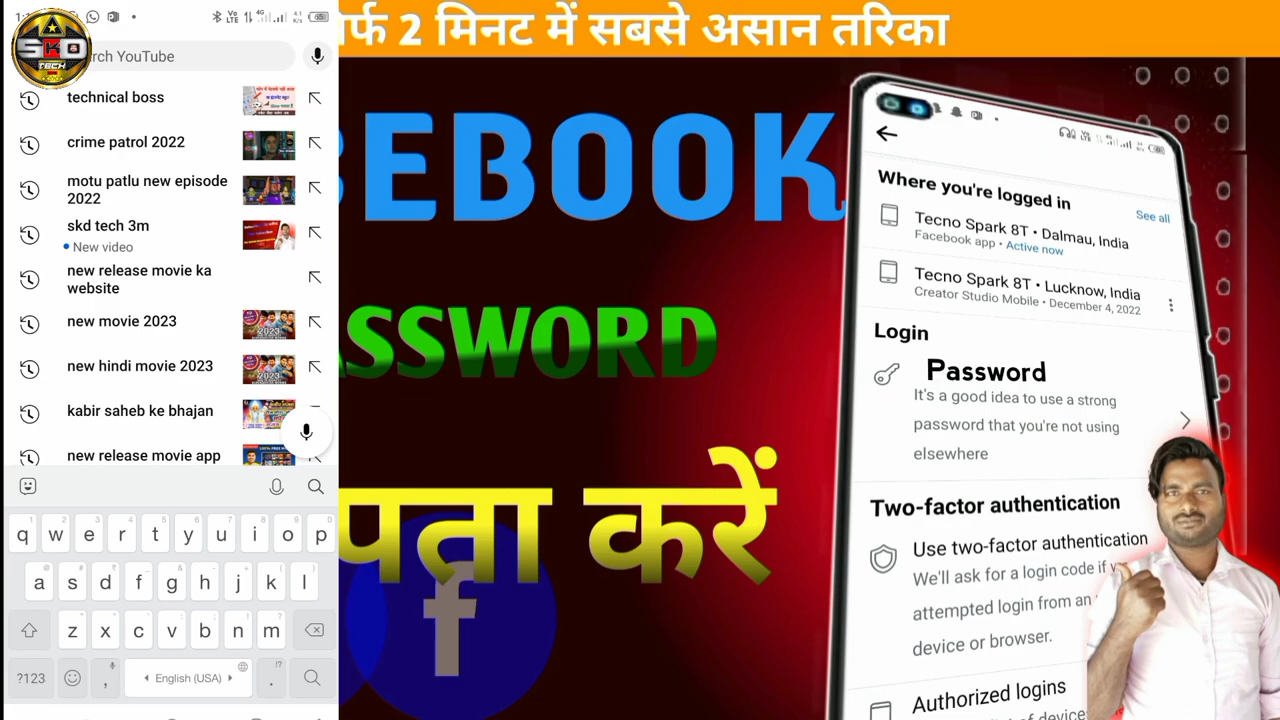 SKD
TECH
Search YouTube
technical boss
crime patrol 2022
motu patlu new episode
2022
skd tech 3m
New video
new release movie ka
website
new movie 2023
new hindi movie 2023
kabir saheb ke bhajan
new release movie app
q w e r t y u i o p
a s d f g h j k l
z x c v b n m
?123
,
English (USA)
.
र्फ 2 मिनट में सबसे असान तरिका
EBOOK
ASSWORD
पता करें
f
Where you're logged in
See all
Tecno Spark 8T • Dalmau, India
Facebook app • Active now
Tecno Spark 8T • Lucknow, India
Creator Studio Mobile • December 4, 2022
Login
Password
It's a good idea to use a strong
password that you're not using
elsewhere
Two-factor authentication
Use two-factor authentication
We'll ask for a login code if
attempted login from an
device or browser.
Authorized logins